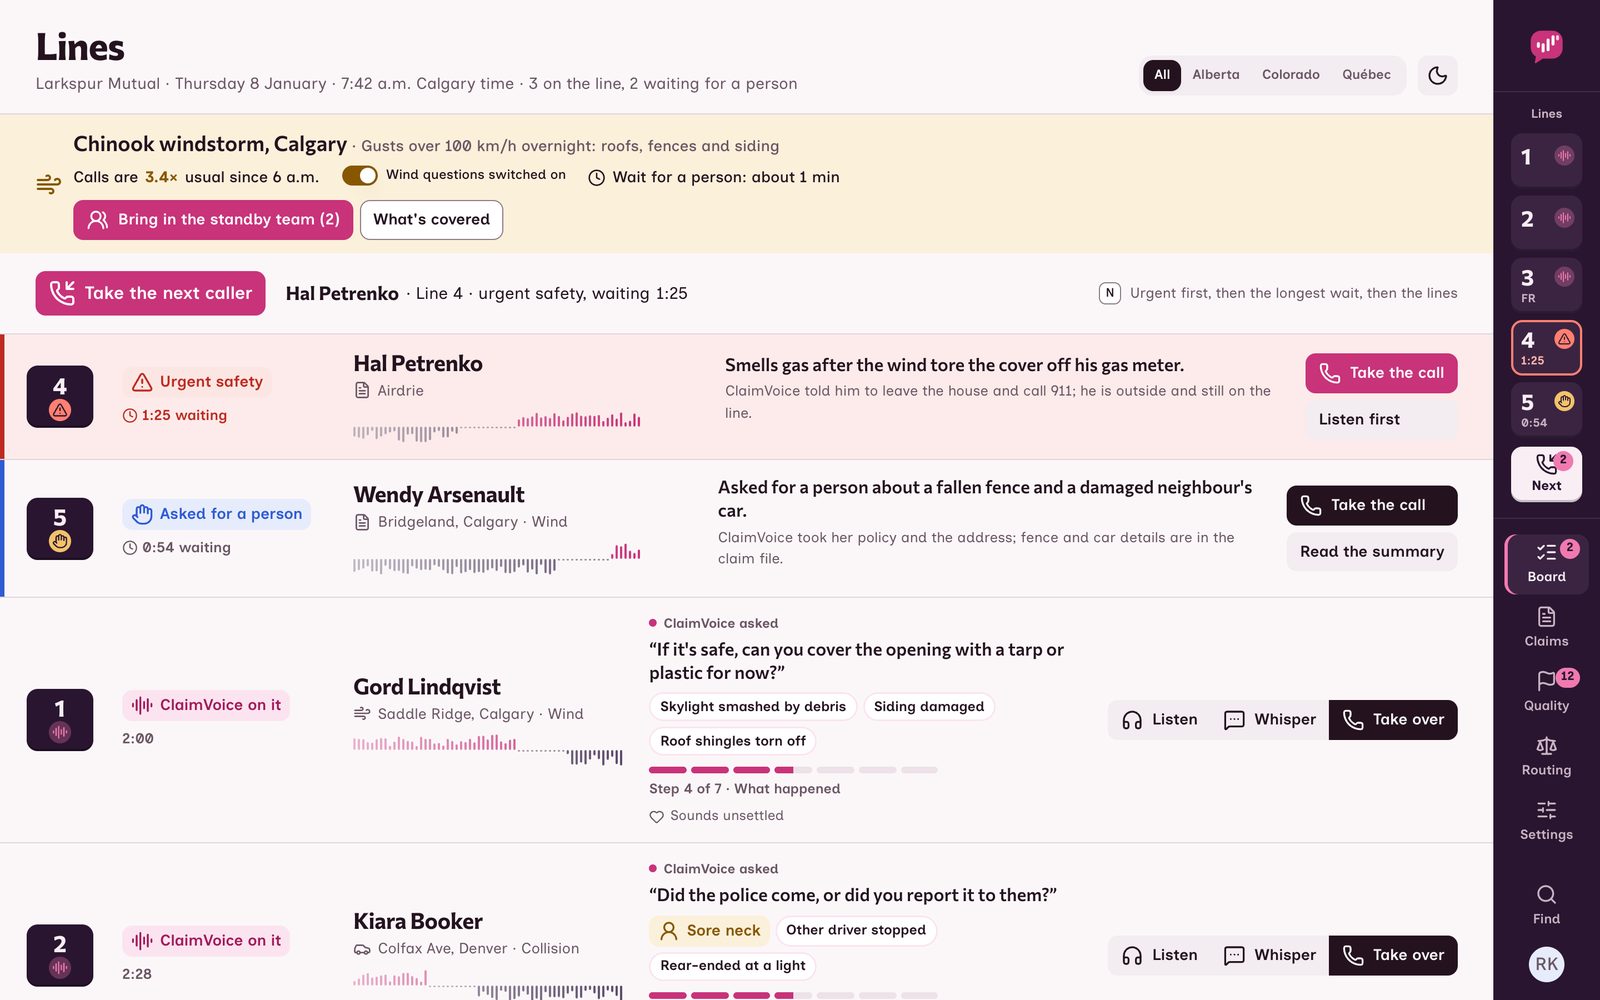 Lines
Larkspur Mutual · Thursday 8 January · 7:42 a.m. Calgary time · 3 on the line, 2 waiting for a person
All
Alberta
Colorado
Québec
Chinook windstorm, Calgary · Gusts over 100 km/h overnight: roofs, fences and siding
Calls are 3.4× usual since 6 a.m.
Wind questions switched on
Wait for a person: about 1 min
Bring in the standby team (2)
What's covered
Take the next caller
Hal Petrenko · Line 4 · urgent safety, waiting 1:25
N
Urgent first, then the longest wait, then the lines
4
Urgent safety
1:25 waiting
Hal Petrenko
Airdrie
Smells gas after the wind tore the cover off his gas meter.
ClaimVoice told him to leave the house and call 911; he is outside and still on the
line.
Take the call
Listen first
5
Asked for a person
0:54 waiting
Wendy Arsenault
Bridgeland, Calgary · Wind
Asked for a person about a fallen fence and a damaged neighbour's
car.
ClaimVoice took her policy and the address; fence and car details are in the
claim file.
Take the call
Read the summary
1
ClaimVoice on it
2:00
Gord Lindqvist
Saddle Ridge, Calgary · Wind
ClaimVoice asked
“If it's safe, can you cover the opening with a tarp or
plastic for now?”
Skylight smashed by debris
Siding damaged
Roof shingles torn off
Step 4 of 7 · What happened
Sounds unsettled
Listen
Whisper
Take over
2
ClaimVoice on it
2:28
Kiara Booker
Colfax Ave, Denver · Collision
ClaimVoice asked
“Did the police come, or did you report it to them?”
Sore neck
Other driver stopped
Rear-ended at a light
Listen
Whisper
Take over
Lines
1
2
3
FR
4
1:25
5
0:54
2
Next
2
Board
Claims
12
Quality
Routing
Settings
Find
RK